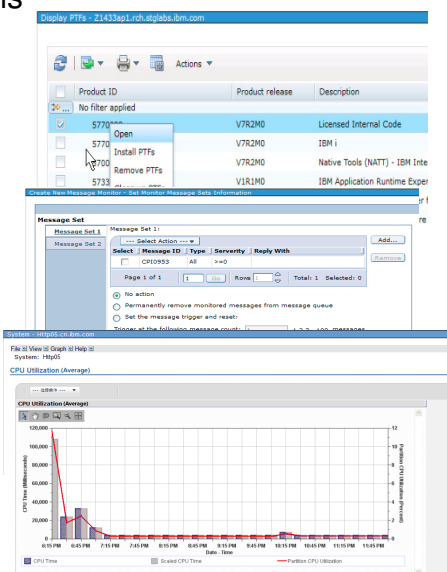 ns
Display PTFs - Z1433ap1.rch.stglabs.ibm.com
Actions
Product ID Product release Description
No filter applied
V7R2M0 Licensed Internal Code
Open
5770 V7R2M0 IBM i
Install PTFs
V7R2M0 Native Tools (NATT) - IBM Inte
Remove PTFs
5733 V1R1M0 IBM Application Runtime Exper
Create New Message Monitor - Set Monitor Message Sets Information
Message Set
Message Set 1
Message Set 2
Message Set 1:
--- Select Action ---
Add...
Select Message ID Type Serverity Reply With
Remove
CPI0953 All >=0
Page 1 of 1 1 Go Rows 1 Total: 1 Selected: 0
No action
Permanently remove monitored messages from message queue
Set the message trigger and reset:
Trigger at the following message count:
System - Http05.cn.ibm.com
File View Graph Help
System: Http05
CPU Utilization (Average)
CPU Utilization (Average)
CPU Time (Milliseconds)
120,000
100,000
80,000
60,000
40,000
20,000
0
12
10
8
6
4
2
0
Partition CPU Utilization (Percent)
6:15 PM 6:45 PM 7:15 PM 7:45 PM 8:15 PM 8:45 PM 9:15 PM 9:45 PM 10:15 PM 10:45 PM 11:15 PM 11:45 PM
Date - Time
CPU Time Scaled CPU Time Partition CPU Utilization